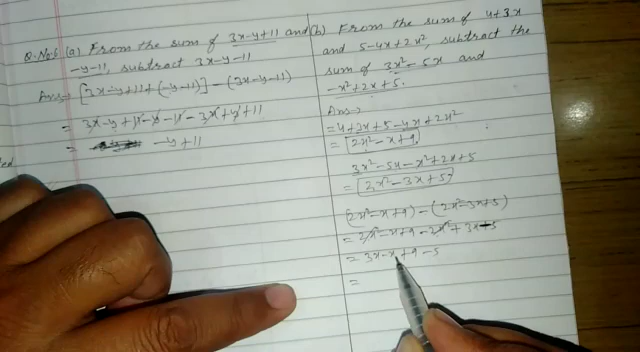 Q.No.6 (a) From the sum of 3x-y+11 and
-y-11, subtract 3x-y-11
Ans:- [3x-y+11+(-y-11)] - (3x-y-11)
= 3x-y+11-y-11-3x+y+11
= -y+11
(b) From the sum of 4+3x
and 5-4x+2x², subtract the
sum of 3x²-5x and
-x²+2x+5.
Ans:-
=4+3x+5-4x+2x²
= 2x²-x+9
3x²-5x-x²+2x+5
= 2x²-3x+5
(2x²-x+9)-(2x²-3x+5)
= 2x²-x+9-2x²+3x-5
= 3x-x+9-5
=